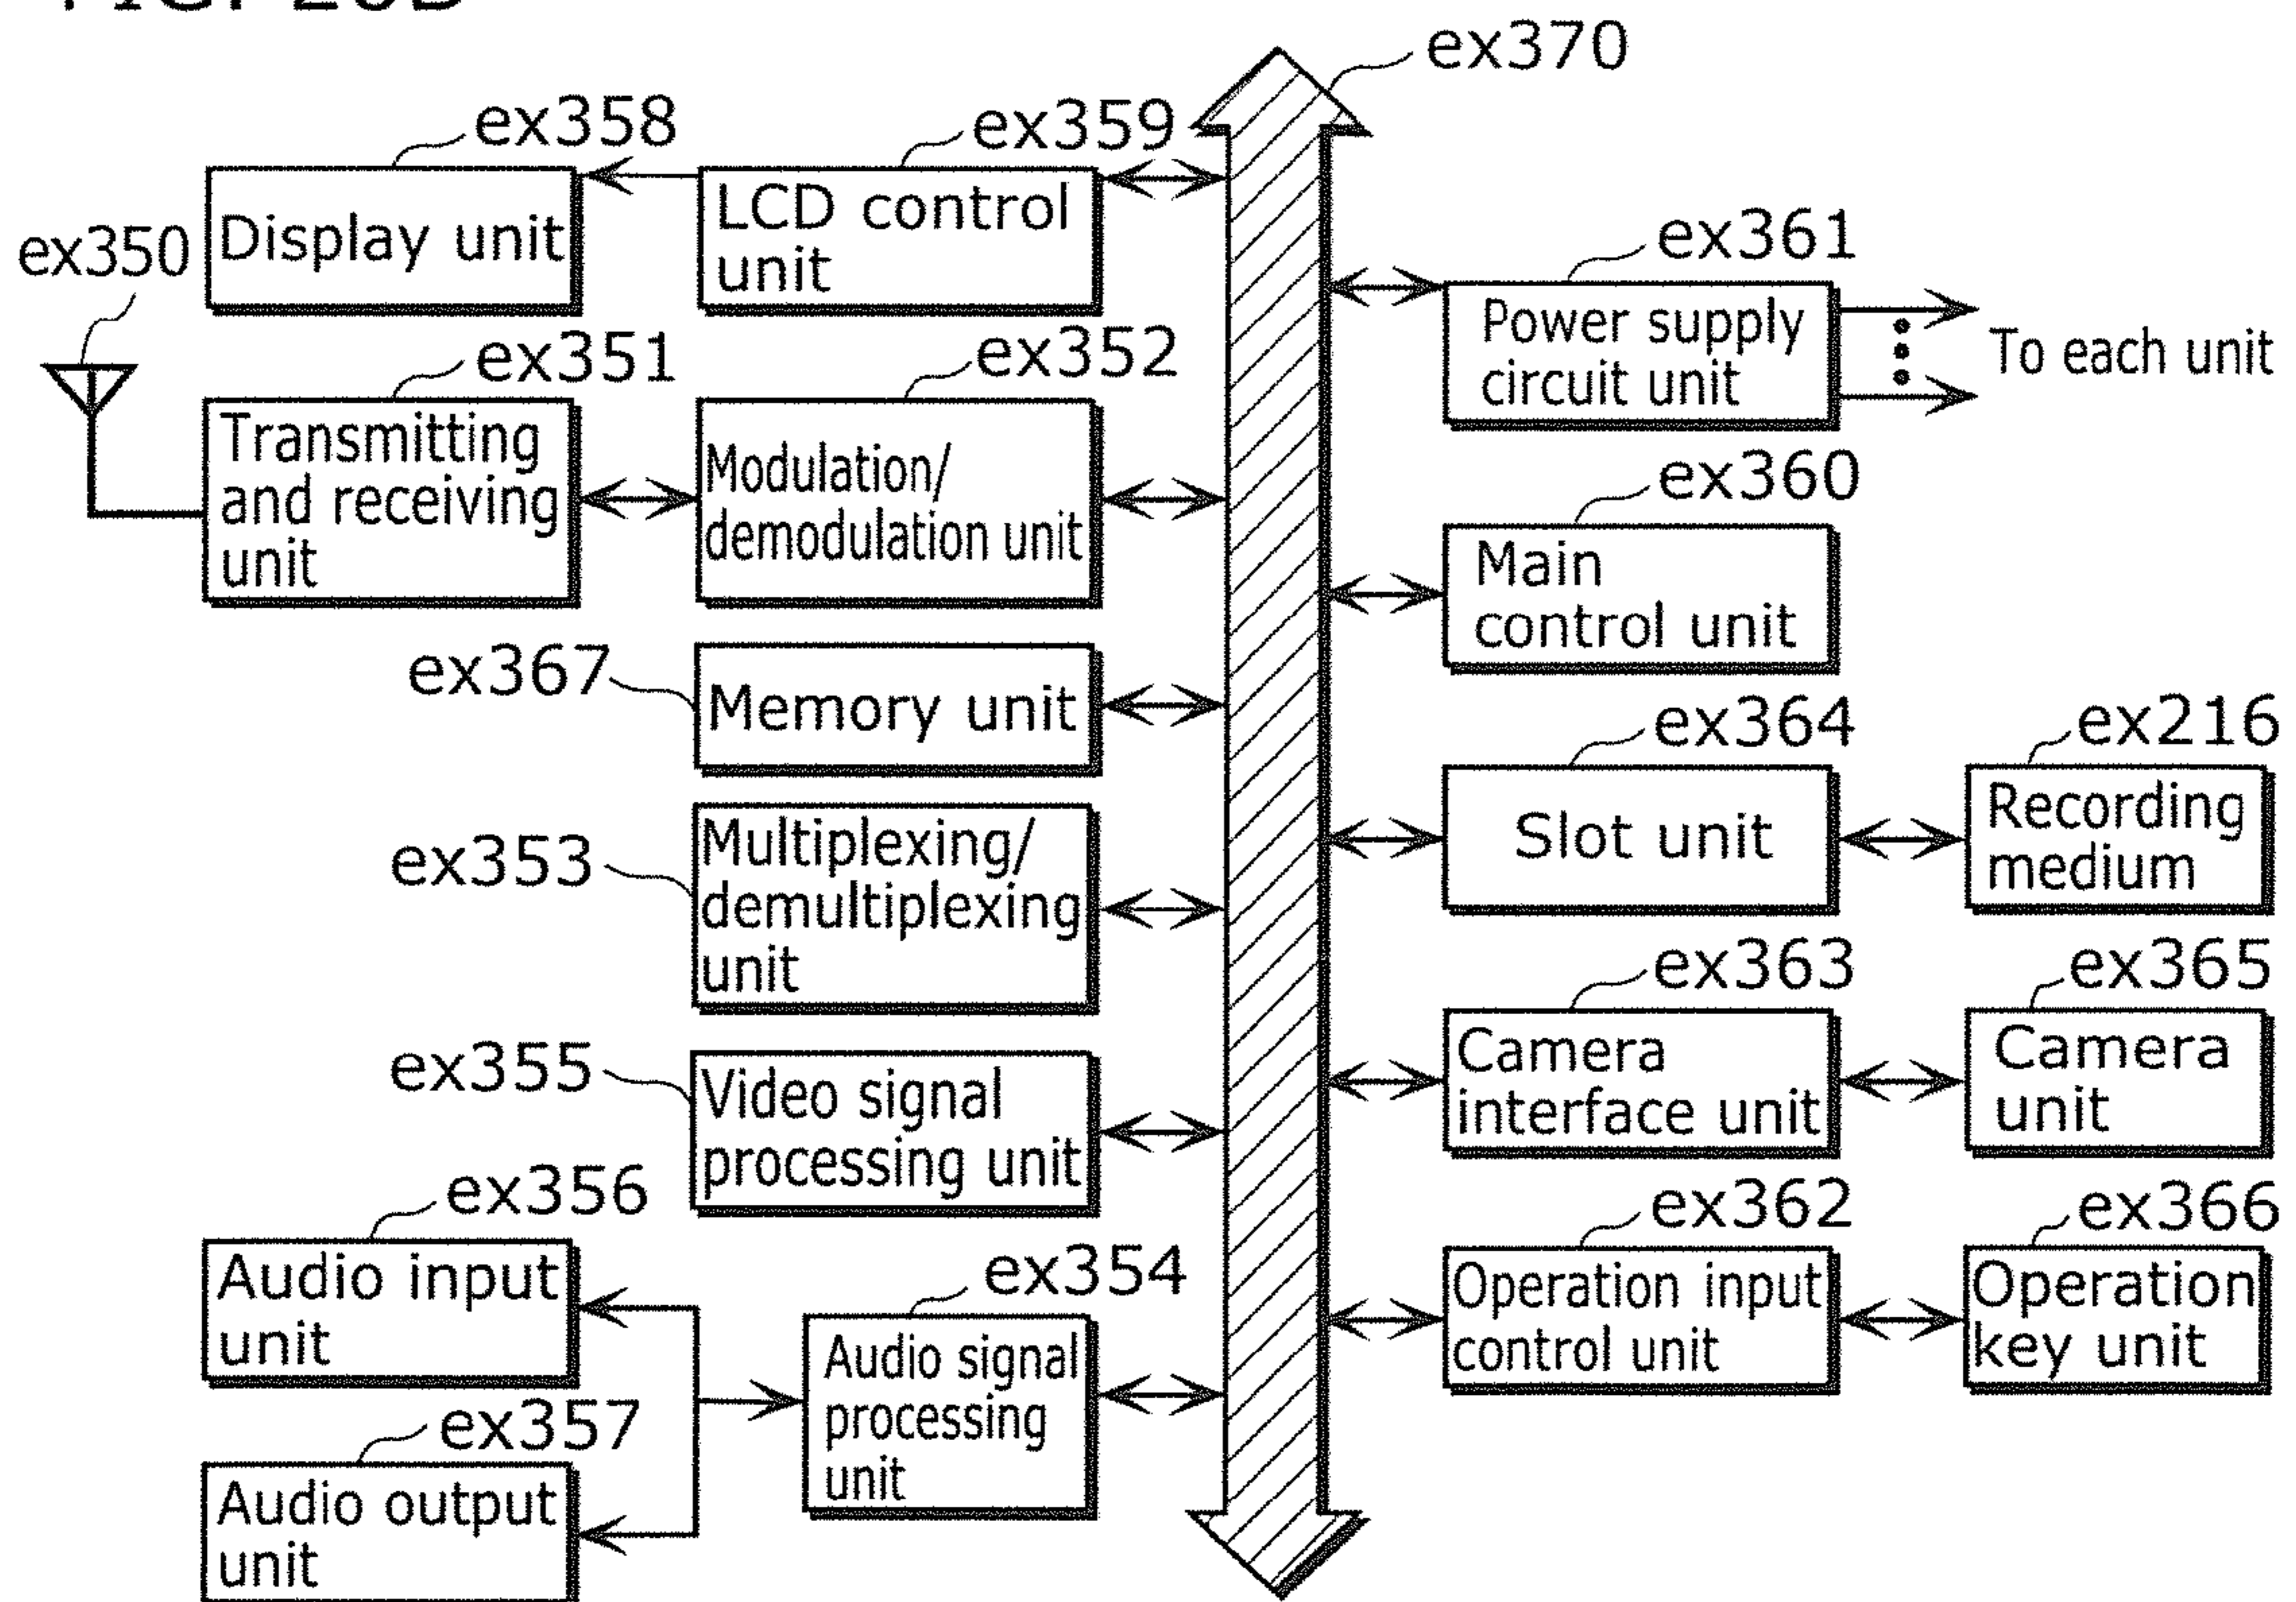 ex370
ex358
ex359
Display unit
LCD control
unit
ex350
ex361
Power supply
circuit unit
To each unit
ex351
ex352
Transmitting
and receiving
unit
Modulation/
demodulation unit
ex360
Main
control unit
ex367
Memory unit
ex364
ex216
Slot unit
Recording
medium
ex353
Multiplexing/
demultiplexing
unit
ex363
ex365
Camera
interface unit
Camera
unit
ex355
Video signal
processing unit
ex356
Audio input
unit
ex362
ex366
Operation input
control unit
Operation
key unit
ex354
Audio signal
processing
unit
ex357
Audio output
unit